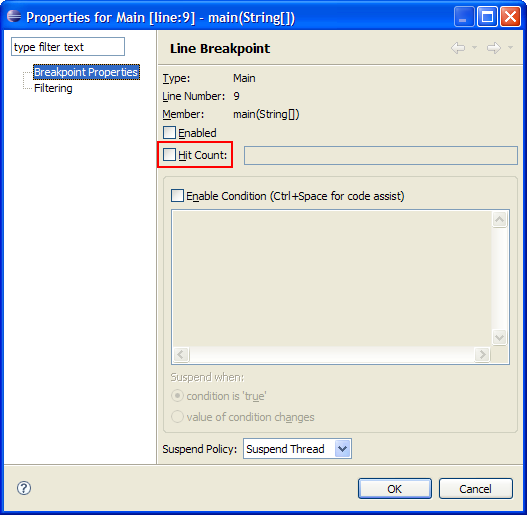 Properties for Main [line:9] - main(String[])
type filter text
Breakpoint Properties
Filtering
Line Breakpoint
Type: Main
Line Number: 9
Member: main(String[])
Enabled
Hit Count:
Enable Condition (Ctrl+Space for code assist)
Suspend when:
condition is 'true'
value of condition changes
Suspend Policy: Suspend Thread
? OK Cancel